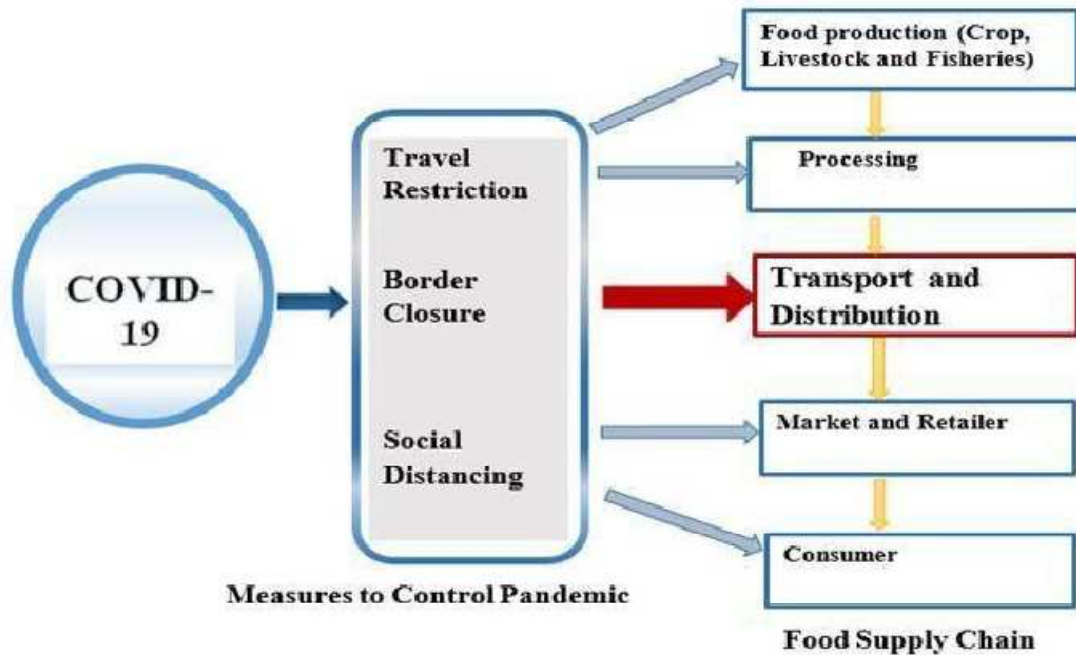 COVID-
19
Travel
Restriction
Border
Closure
Social
Distancing
Measures to Control Pandemic
Food production (Crop,
Livestock and Fisheries)
Processing
Transport and
Distribution
Market and Retailer
Consumer
Food Supply Chain